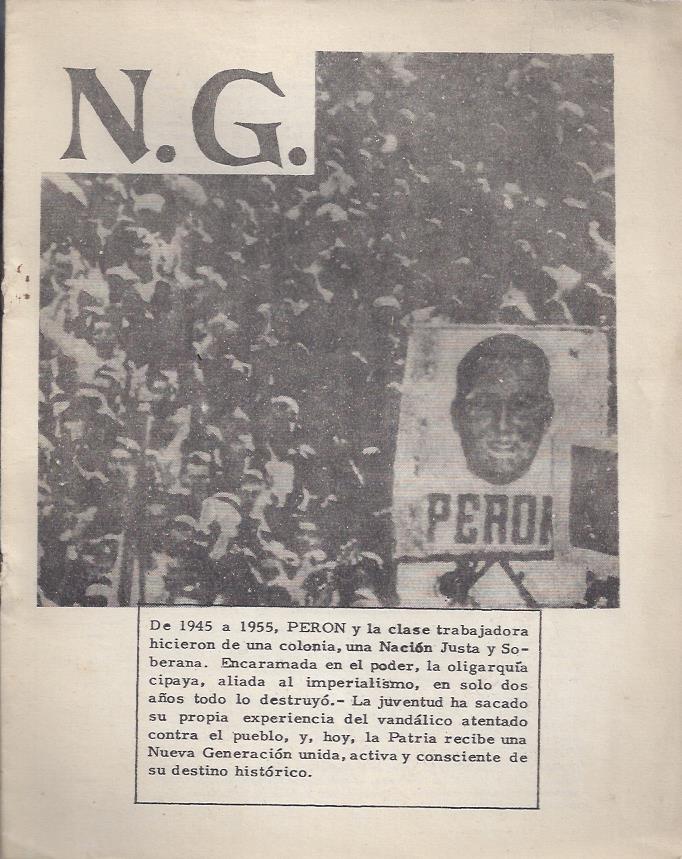 N.G.
PERON
De 1945 a 1955, PERON y la clase trabajadora
hicieron de una colonia, una Nación Justa y So-
berana. Encaramada en el poder, la oligarquía
cipaya, aliada al imperialismo, en solo dos
años todo lo destruyó.- La juventud ha sacado
su propia experiencia del vandálico atentado
contra el pueblo, y, hoy, la Patria recibe una
Nueva Generación unida, activa y consciente de
su destino histórico.